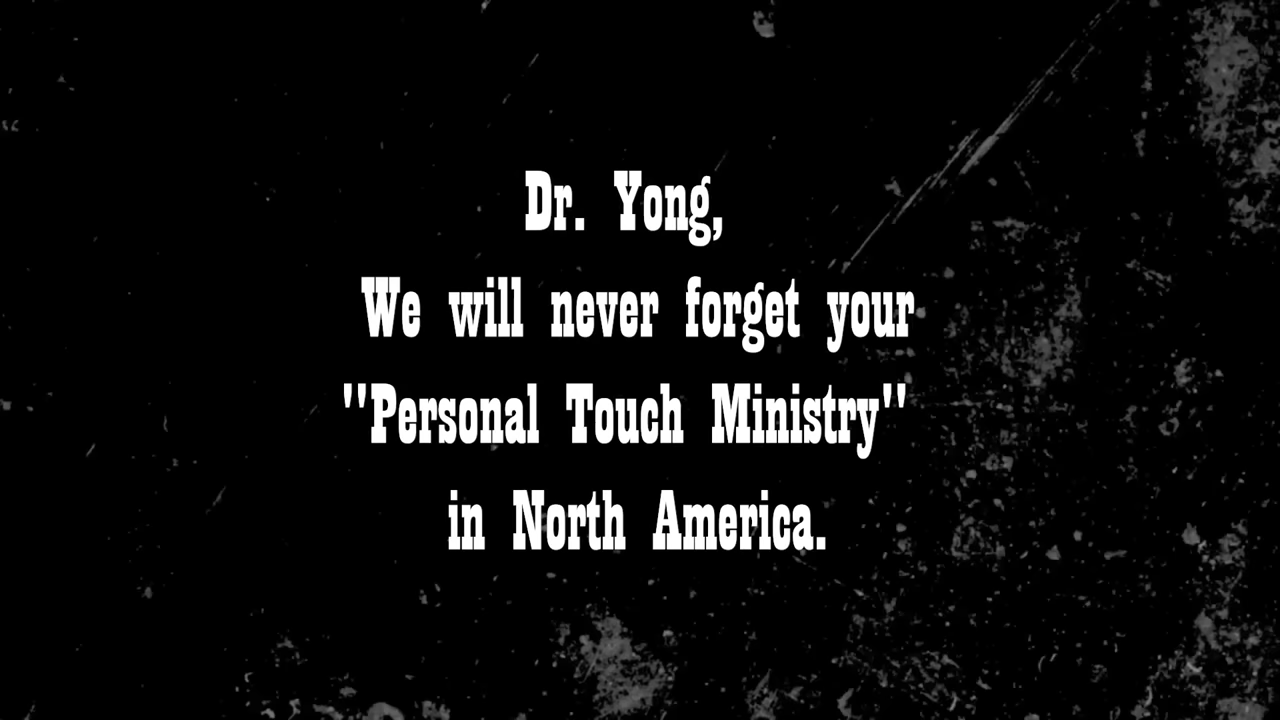 Dr. Yong,
We will never forget your
"Personal Touch Ministry"
in North America.